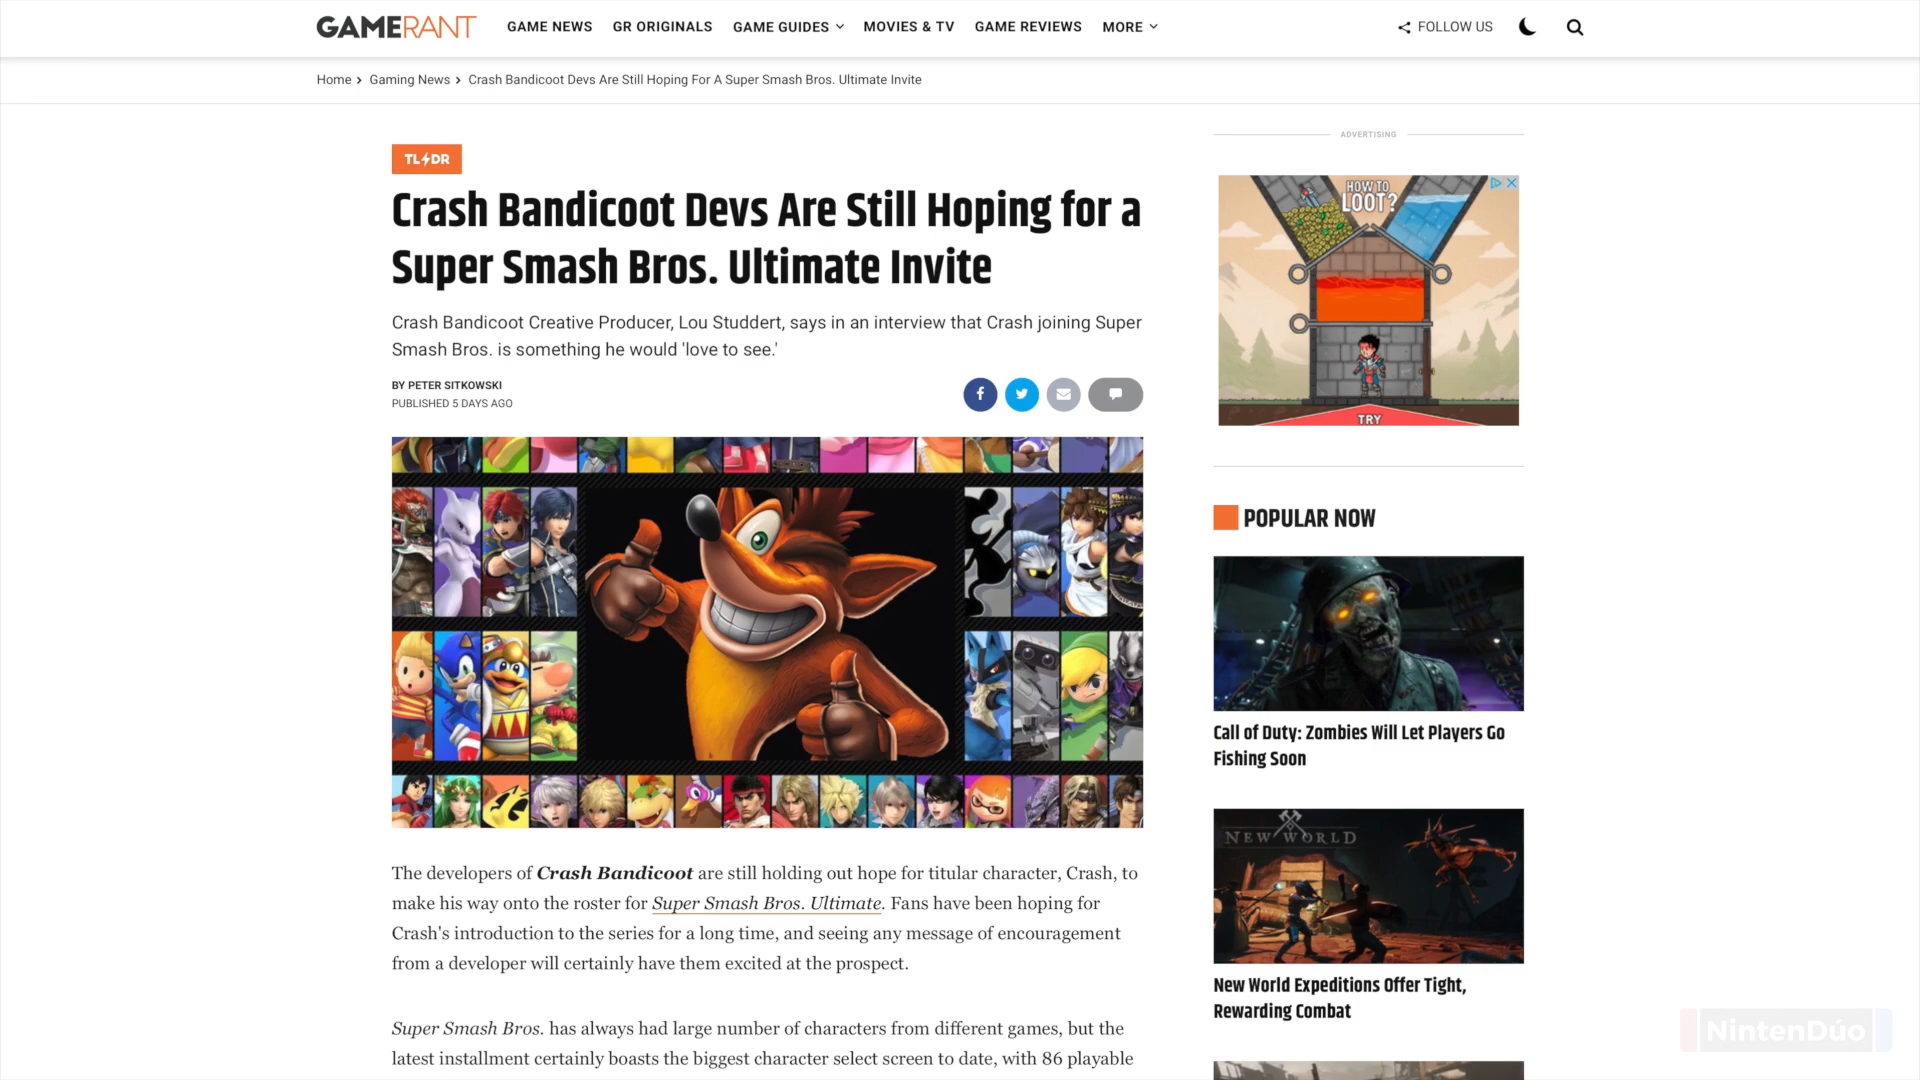 GAMERANT GAME NEWS GR ORIGINALS GAME GUIDES MOVIES & TV GAME REVIEWS MORE FOLLOW US
Home Gaming News Crash Bandicoot Devs Are Still Hoping For A Super Smash Bros. Ultimate Invite
TL DR
Crash Bandicoot Devs Are Still Hoping for a
Super Smash Bros. Ultimate Invite
Crash Bandicoot Creative Producer, Lou Studdert, says in an interview that Crash joining Super
Smash Bros. is something he would 'love to see.'
BY PETER SITKOWSKI
PUBLISHED 5 DAYS AGO
The developers of Crash Bandicoot are still holding out hope for titular character, Crash, to
make his way onto the roster for Super Smash Bros. Ultimate. Fans have been hoping for
Crash's introduction to the series for a long time, and seeing any message of encouragement
from a developer will certainly have them excited at the prospect.
Super Smash Bros. has always had large number of characters from different games, but the
latest installment certainly boasts the biggest character select screen to date, with 86 playable
ADVERTISING
HOW TO
LOOT?
TRY
POPULAR NOW
Call of Duty: Zombies Will Let Players Go
Fishing Soon
NEW WORLD
New World Expeditions Offer Tight,
Rewarding Combat
NintenDúo